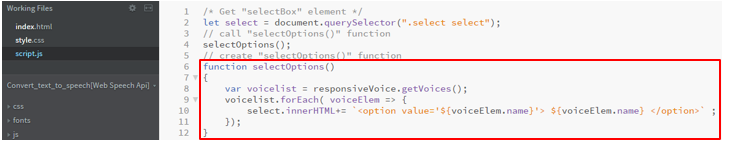 Working Files
index.html
style.css
script.js
Convert_text_to_speech[Web Speech Api]
css
fonts
js
1 /* Get "selectBox" element */
2 let select = document.querySelector(".select select");
3 // call "selectOptions()" function
4 selectOptions();
5 // create "selectOptions()" function
6 function selectOptions()
7 {
8 var voicelist = responsiveVoice.getVoices();
9 voicelist.forEach( voiceElem => {
10 select.innerHTML+= `<option value='${voiceElem.name}'> ${voiceElem.name} </option>` ;
11 });
12 }